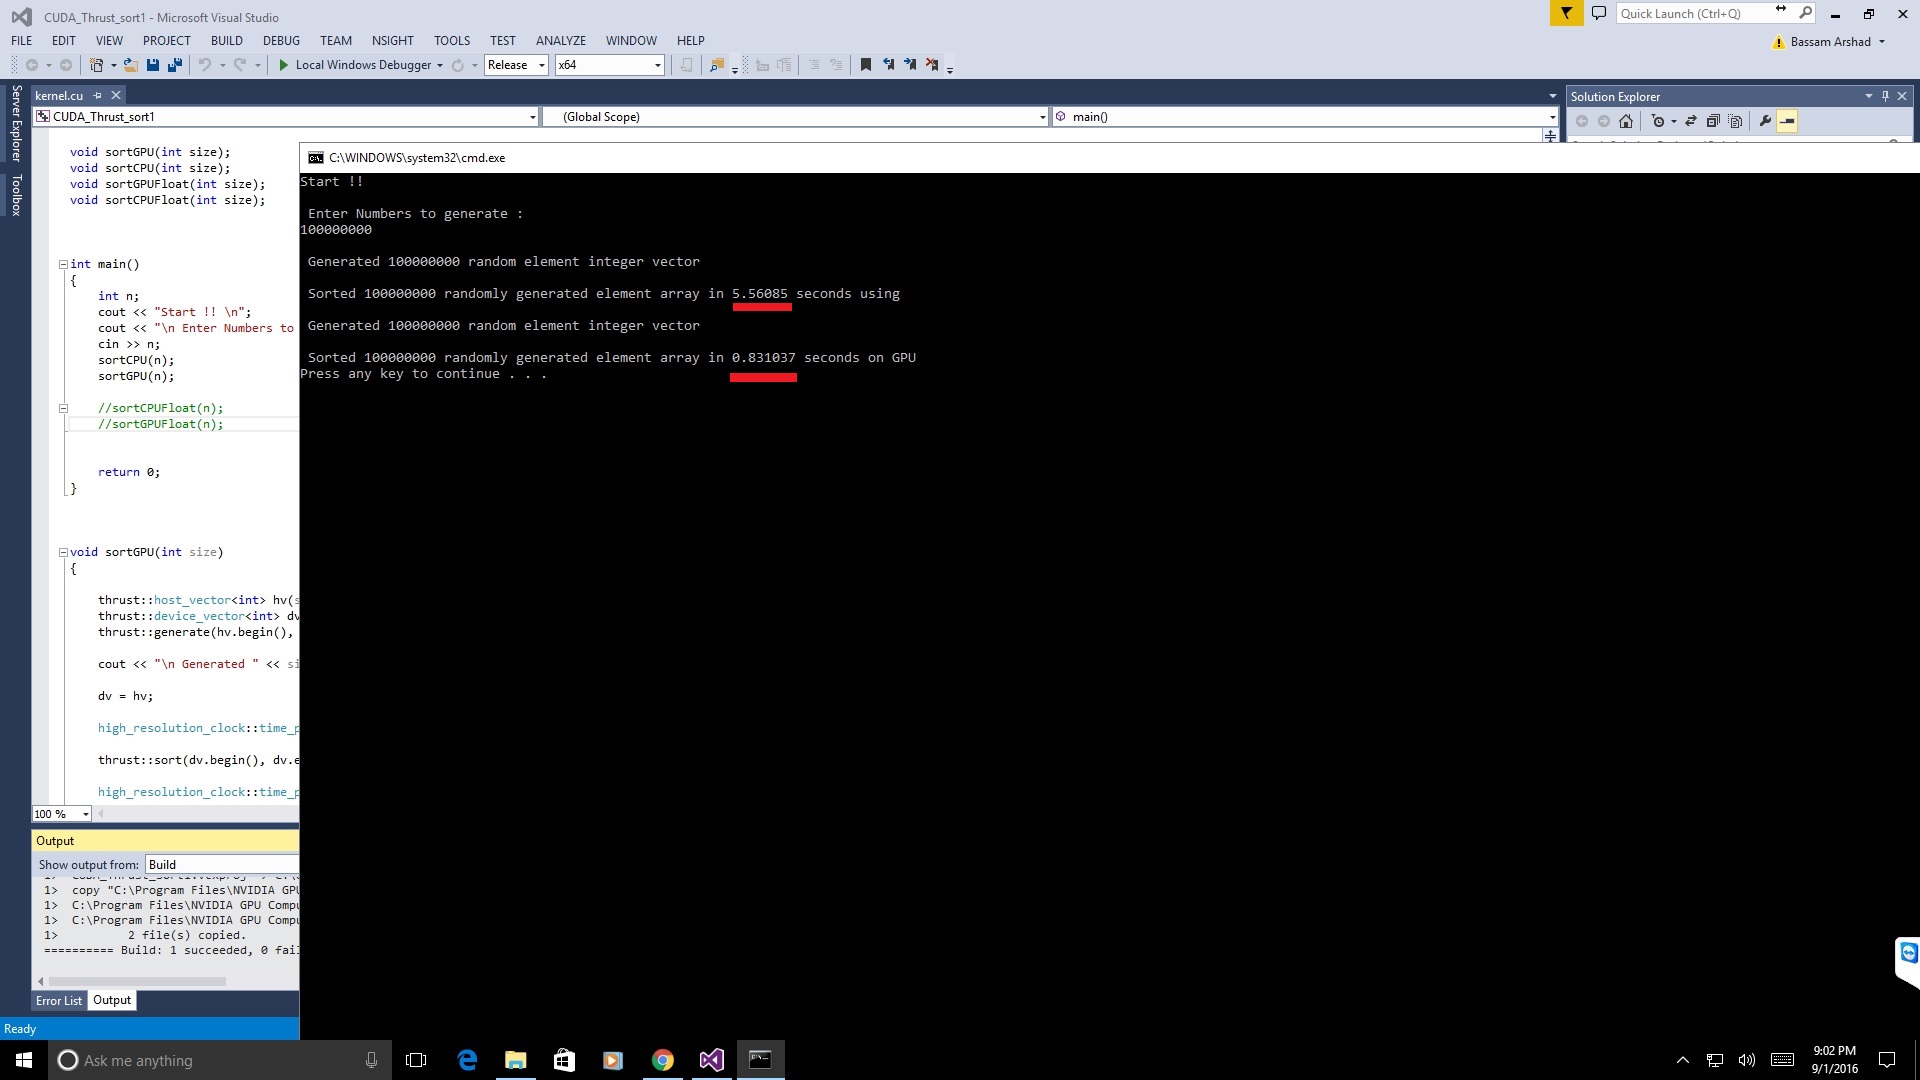 CUDA_Thrust_sort1 - Microsoft Visual Studio
Quick Launch (Ctrl+Q)
FILE EDIT VIEW PROJECT BUILD DEBUG TEAM NSIGHT TOOLS TEST ANALYZE WINDOW HELP
Bassam Arshad
Local Windows Debugger Release x64
Server Explorer
Toolbox
kernel.cu
CUDA_Thrust_sort1 (Global Scope) main()
Solution Explorer
void sortGPU(int size);
void sortCPU(int size);
void sortGPUFloat(int size);
void sortCPUFloat(int size);
int main()
{
int n;
cout << "Start !! \n";
cout << "\n Enter Numbers to
cin >> n;
sortCPU(n);
sortGPU(n);
//sortCPUFloat(n);
//sortGPUFloat(n);
return 0;
}
void sortGPU(int size)
{
thrust::host_vector<int> hv(s
thrust::device_vector<int> dv
thrust::generate(hv.begin(),
cout << "\n Generated " << si
dv = hv;
high_resolution_clock::time_p
thrust::sort(dv.begin(), dv.e
high_resolution_clock::time_p
100 %
C:\WINDOWS\system32\cmd.exe
Start !!
Enter Numbers to generate :
100000000
Generated 100000000 random element integer vector
Sorted 100000000 randomly generated element array in 5.56085 seconds using
Generated 100000000 random element integer vector
Sorted 100000000 randomly generated element array in 0.831037 seconds on GPU
Press any key to continue . . .
Output
Show output from: Build
1> copy "C:\Program Files\NVIDIA GPU
1> C:\Program Files\NVIDIA GPU Compu
1> C:\Program Files\NVIDIA GPU Compu
1> 2 file(s) copied.
========== Build: 1 succeeded, 0 fail
Error List Output
Ready
Ask me anything
9:02 PM
9/1/2016